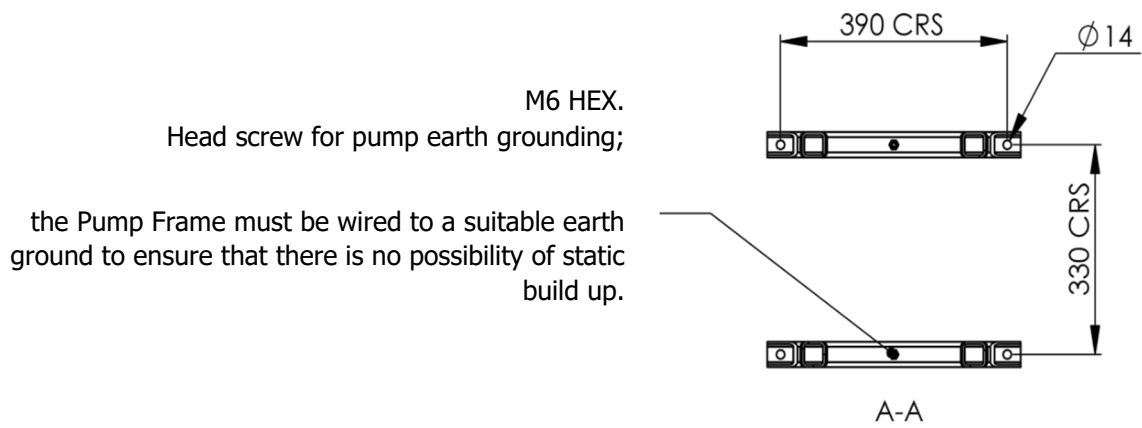 390 CRS
Ø14
M6 HEX.
Head screw for pump earth grounding;
the Pump Frame must be wired to a suitable earth
ground to ensure that there is no possibility of static
build up.
330 CRS
A-A